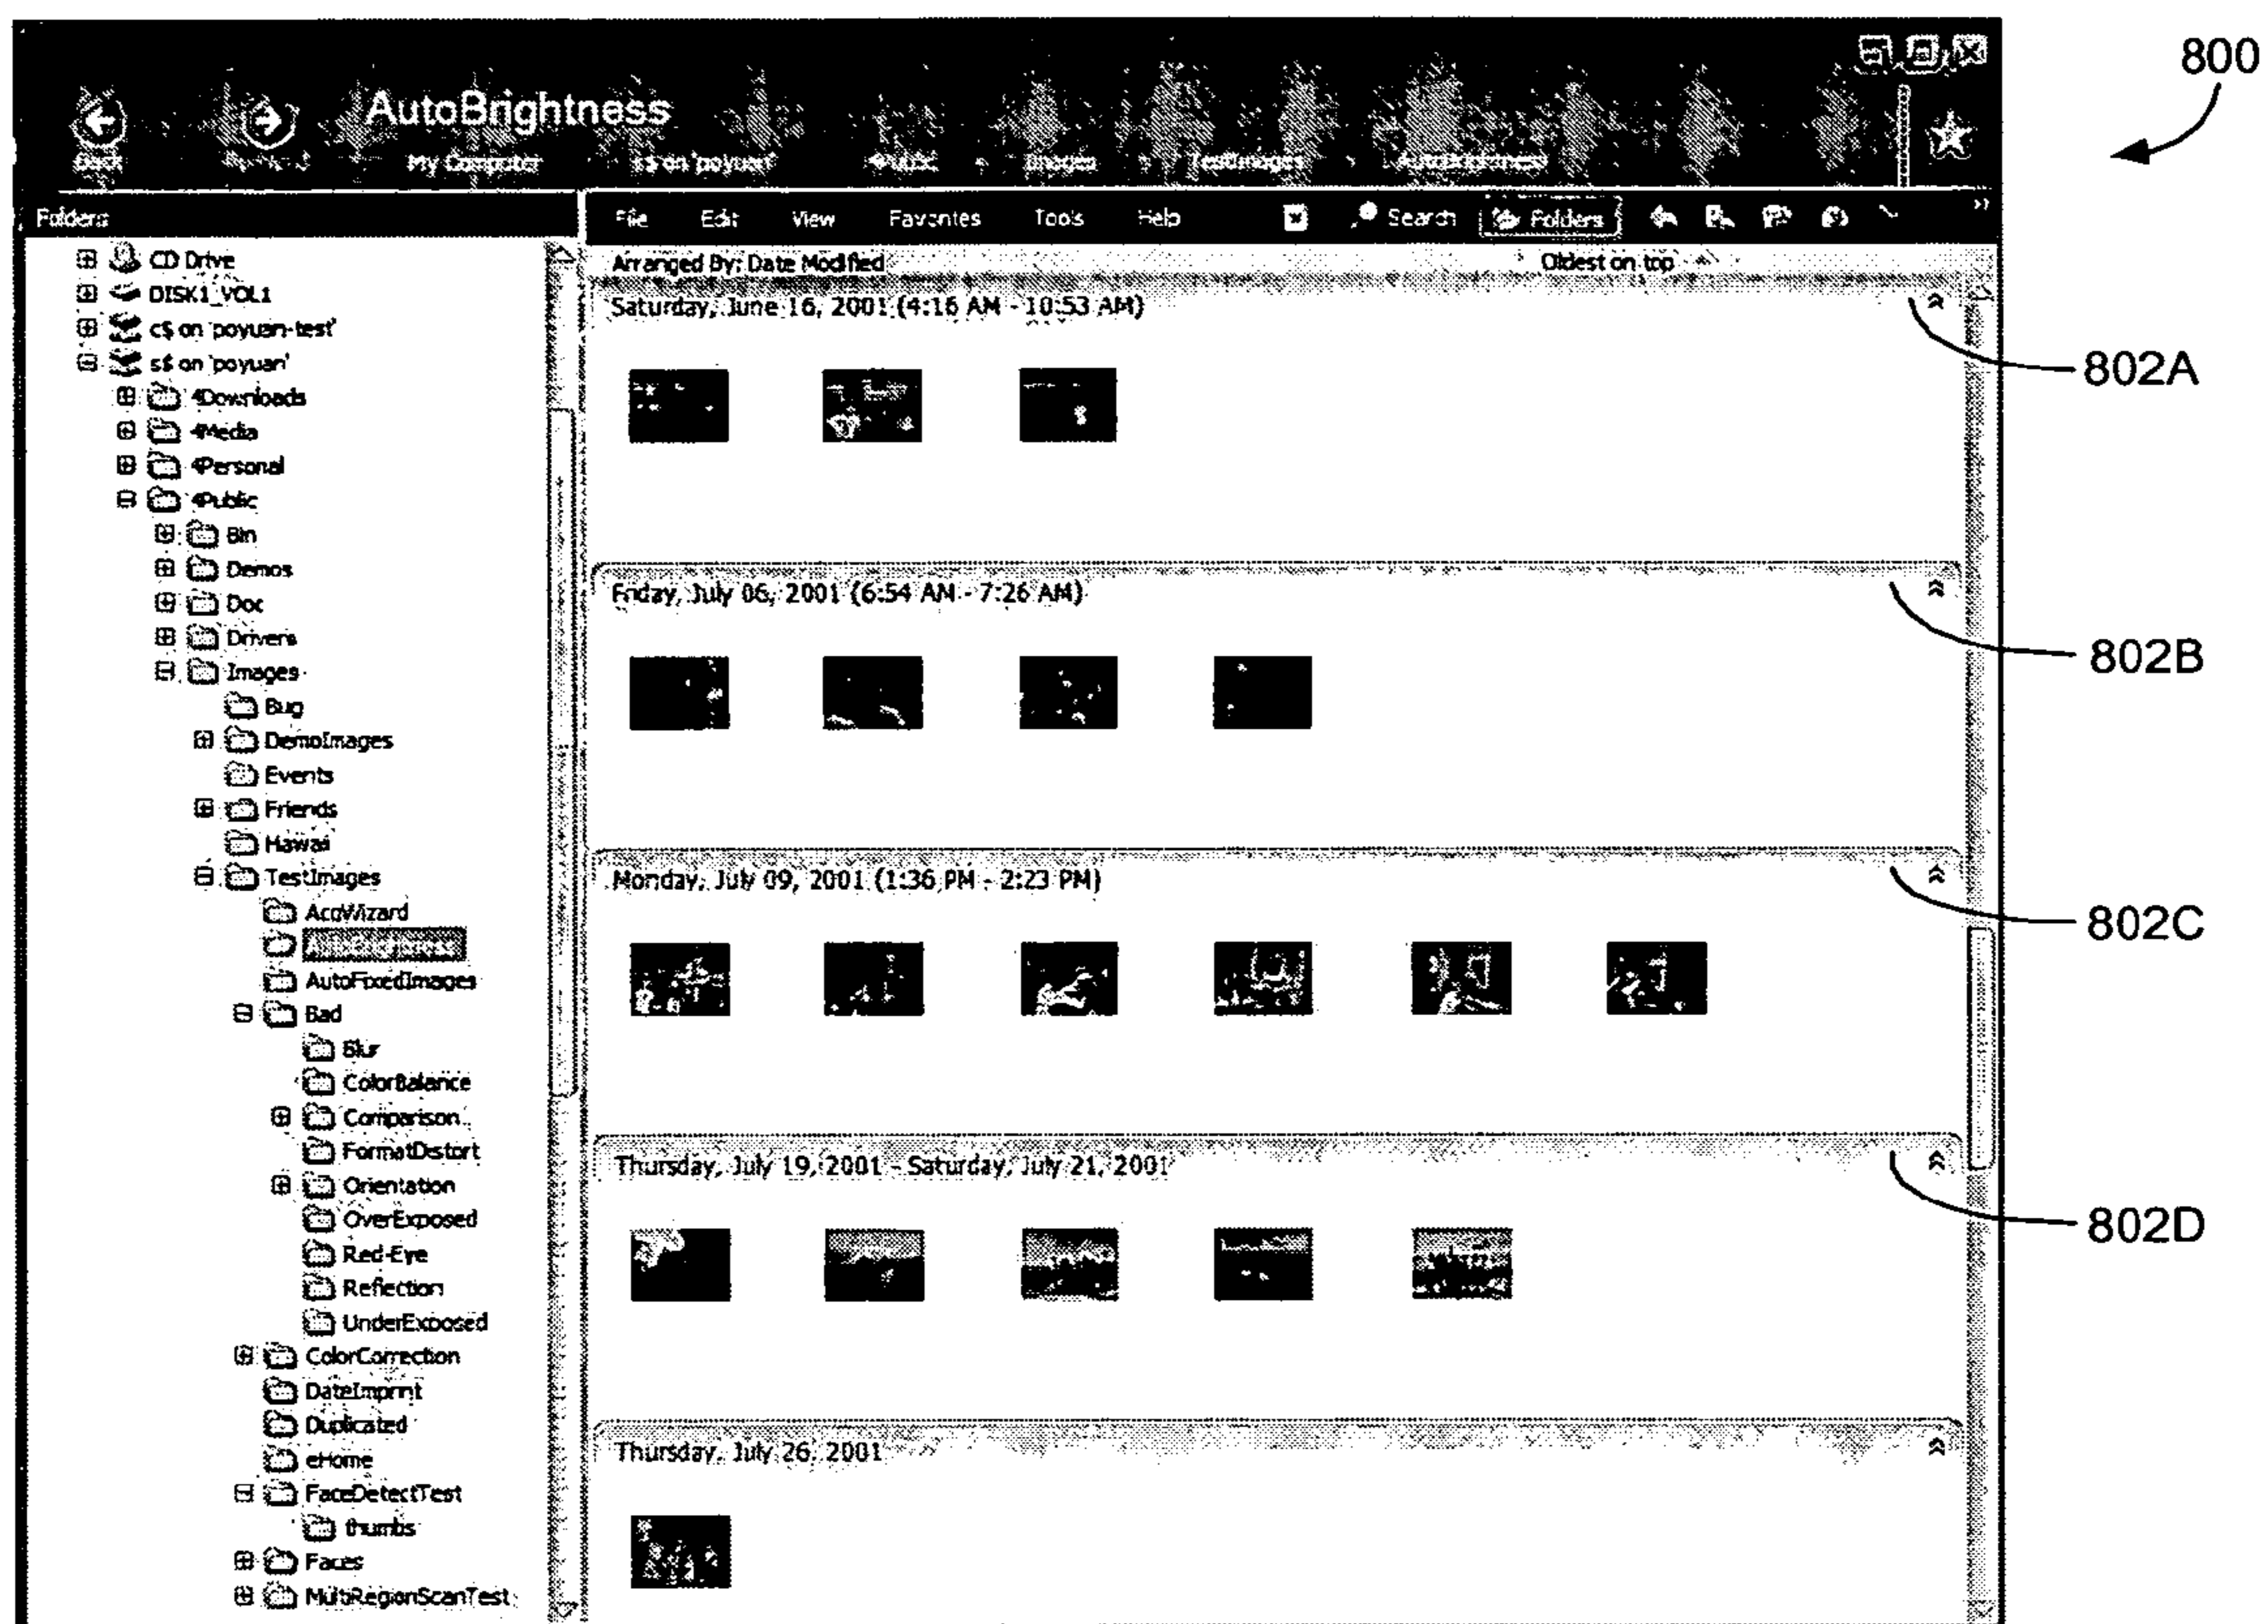 800
AutoBrightness
Back
My Computer
s$ on 'poyuan'
Images
TestImages
AutoBrightness
Folders
File Edit View Favorites Tools Help Search Folders
CD Drive
DISK1_VOL1
c$ on 'poyuan-test'
s$ on 'poyuan'
4Downloads
4Media
4Personal
4Public
Bin
Demos
Doc
Drivers
Images
Bug
DemoImages
Events
Friends
Hawaii
TestImages
AcqWizard
AutoBrightness
AutoFixedImages
Bad
Blur
ColorBalance
Comparison
FormatDistort
Orientation
OverExposed
Red-Eye
Reflection
UnderExposed
ColorCorrection
DateImprint
Duplicated
eHome
FaceDetectTest
thumbs
Faces
MultiRegionScanTest
Arranged By: Date Modified Oldest on top
Saturday, June 16, 2001 (4:16 AM - 10:53 AM)
802A
Friday, July 06, 2001 (6:54 AM - 7:26 AM)
802B
Monday, July 09, 2001 (1:36 PM - 2:23 PM)
802C
Thursday, July 19, 2001 - Saturday, July 21, 2001
802D
Thursday, July 26, 2001